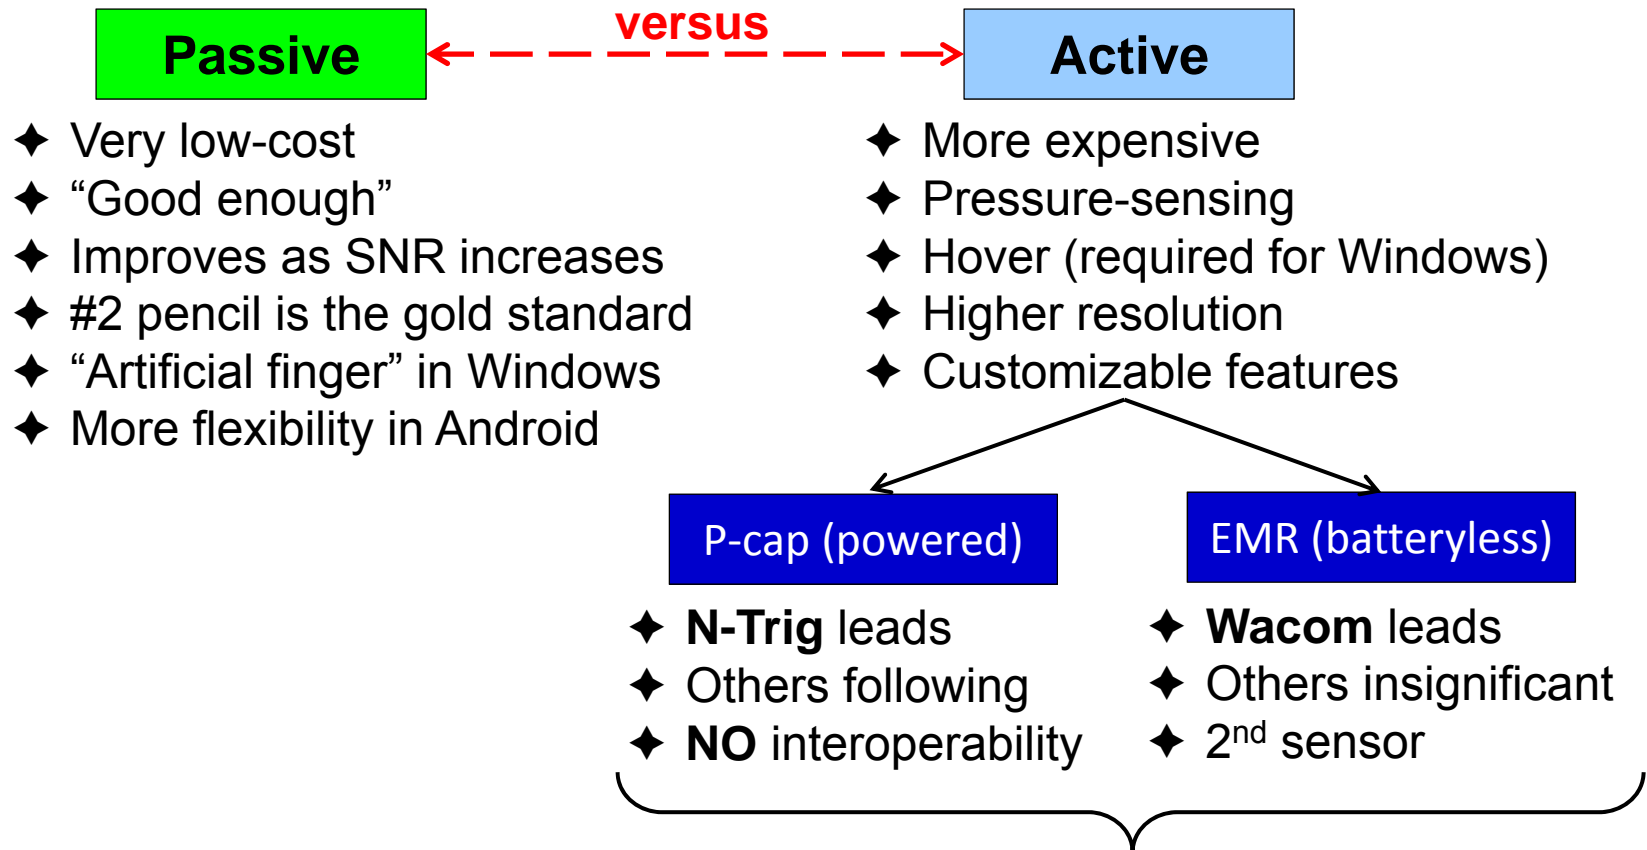 versus
Passive
Active
Very low-cost
“Good enough”
Improves as SNR increases
#2 pencil is the gold standard
“Artificial finger” in Windows
More flexibility in Android
More expensive
Pressure-sensing
Hover (required for Windows)
Higher resolution
Customizable features
P-cap (powered)
N-Trig leads
Others following
NO interoperability
EMR (batteryless)
Wacom leads
Others insignificant
2nd sensor